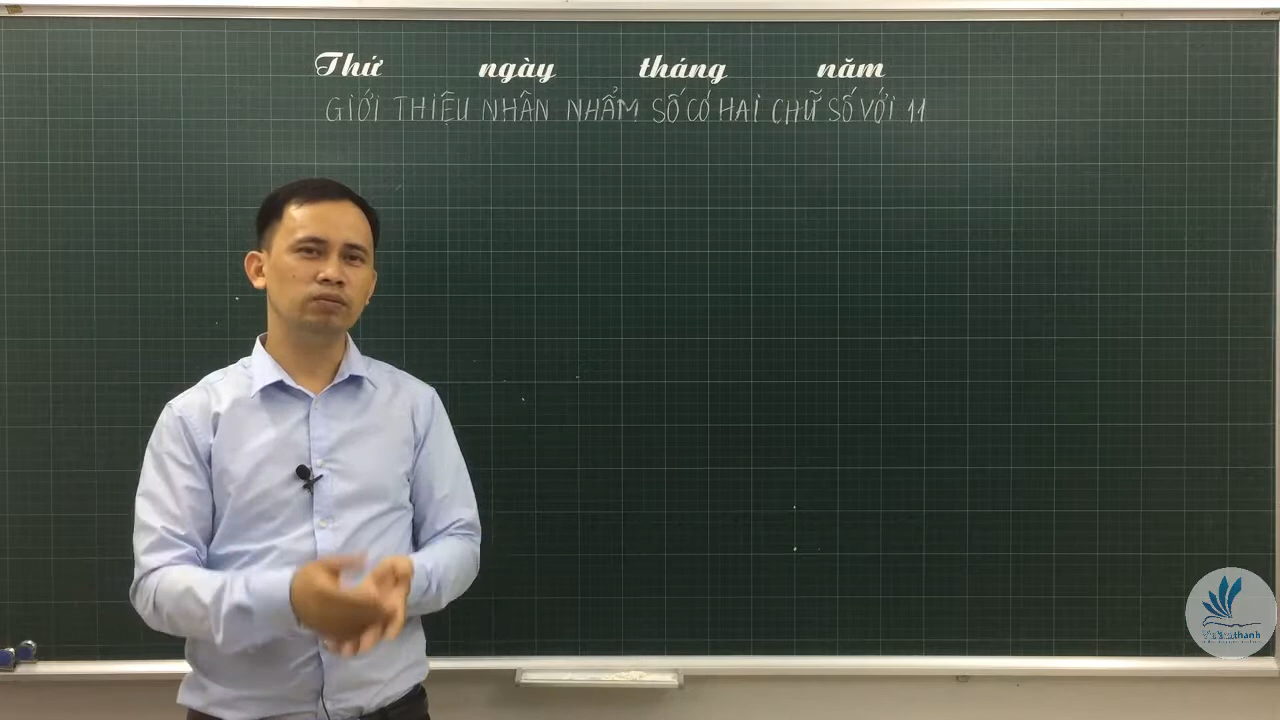 Thứ ngày tháng năm
GIỚI THIỆU NHÂN NHẨM SỐ CÓ HAI CHỮ SỐ VỚI 11